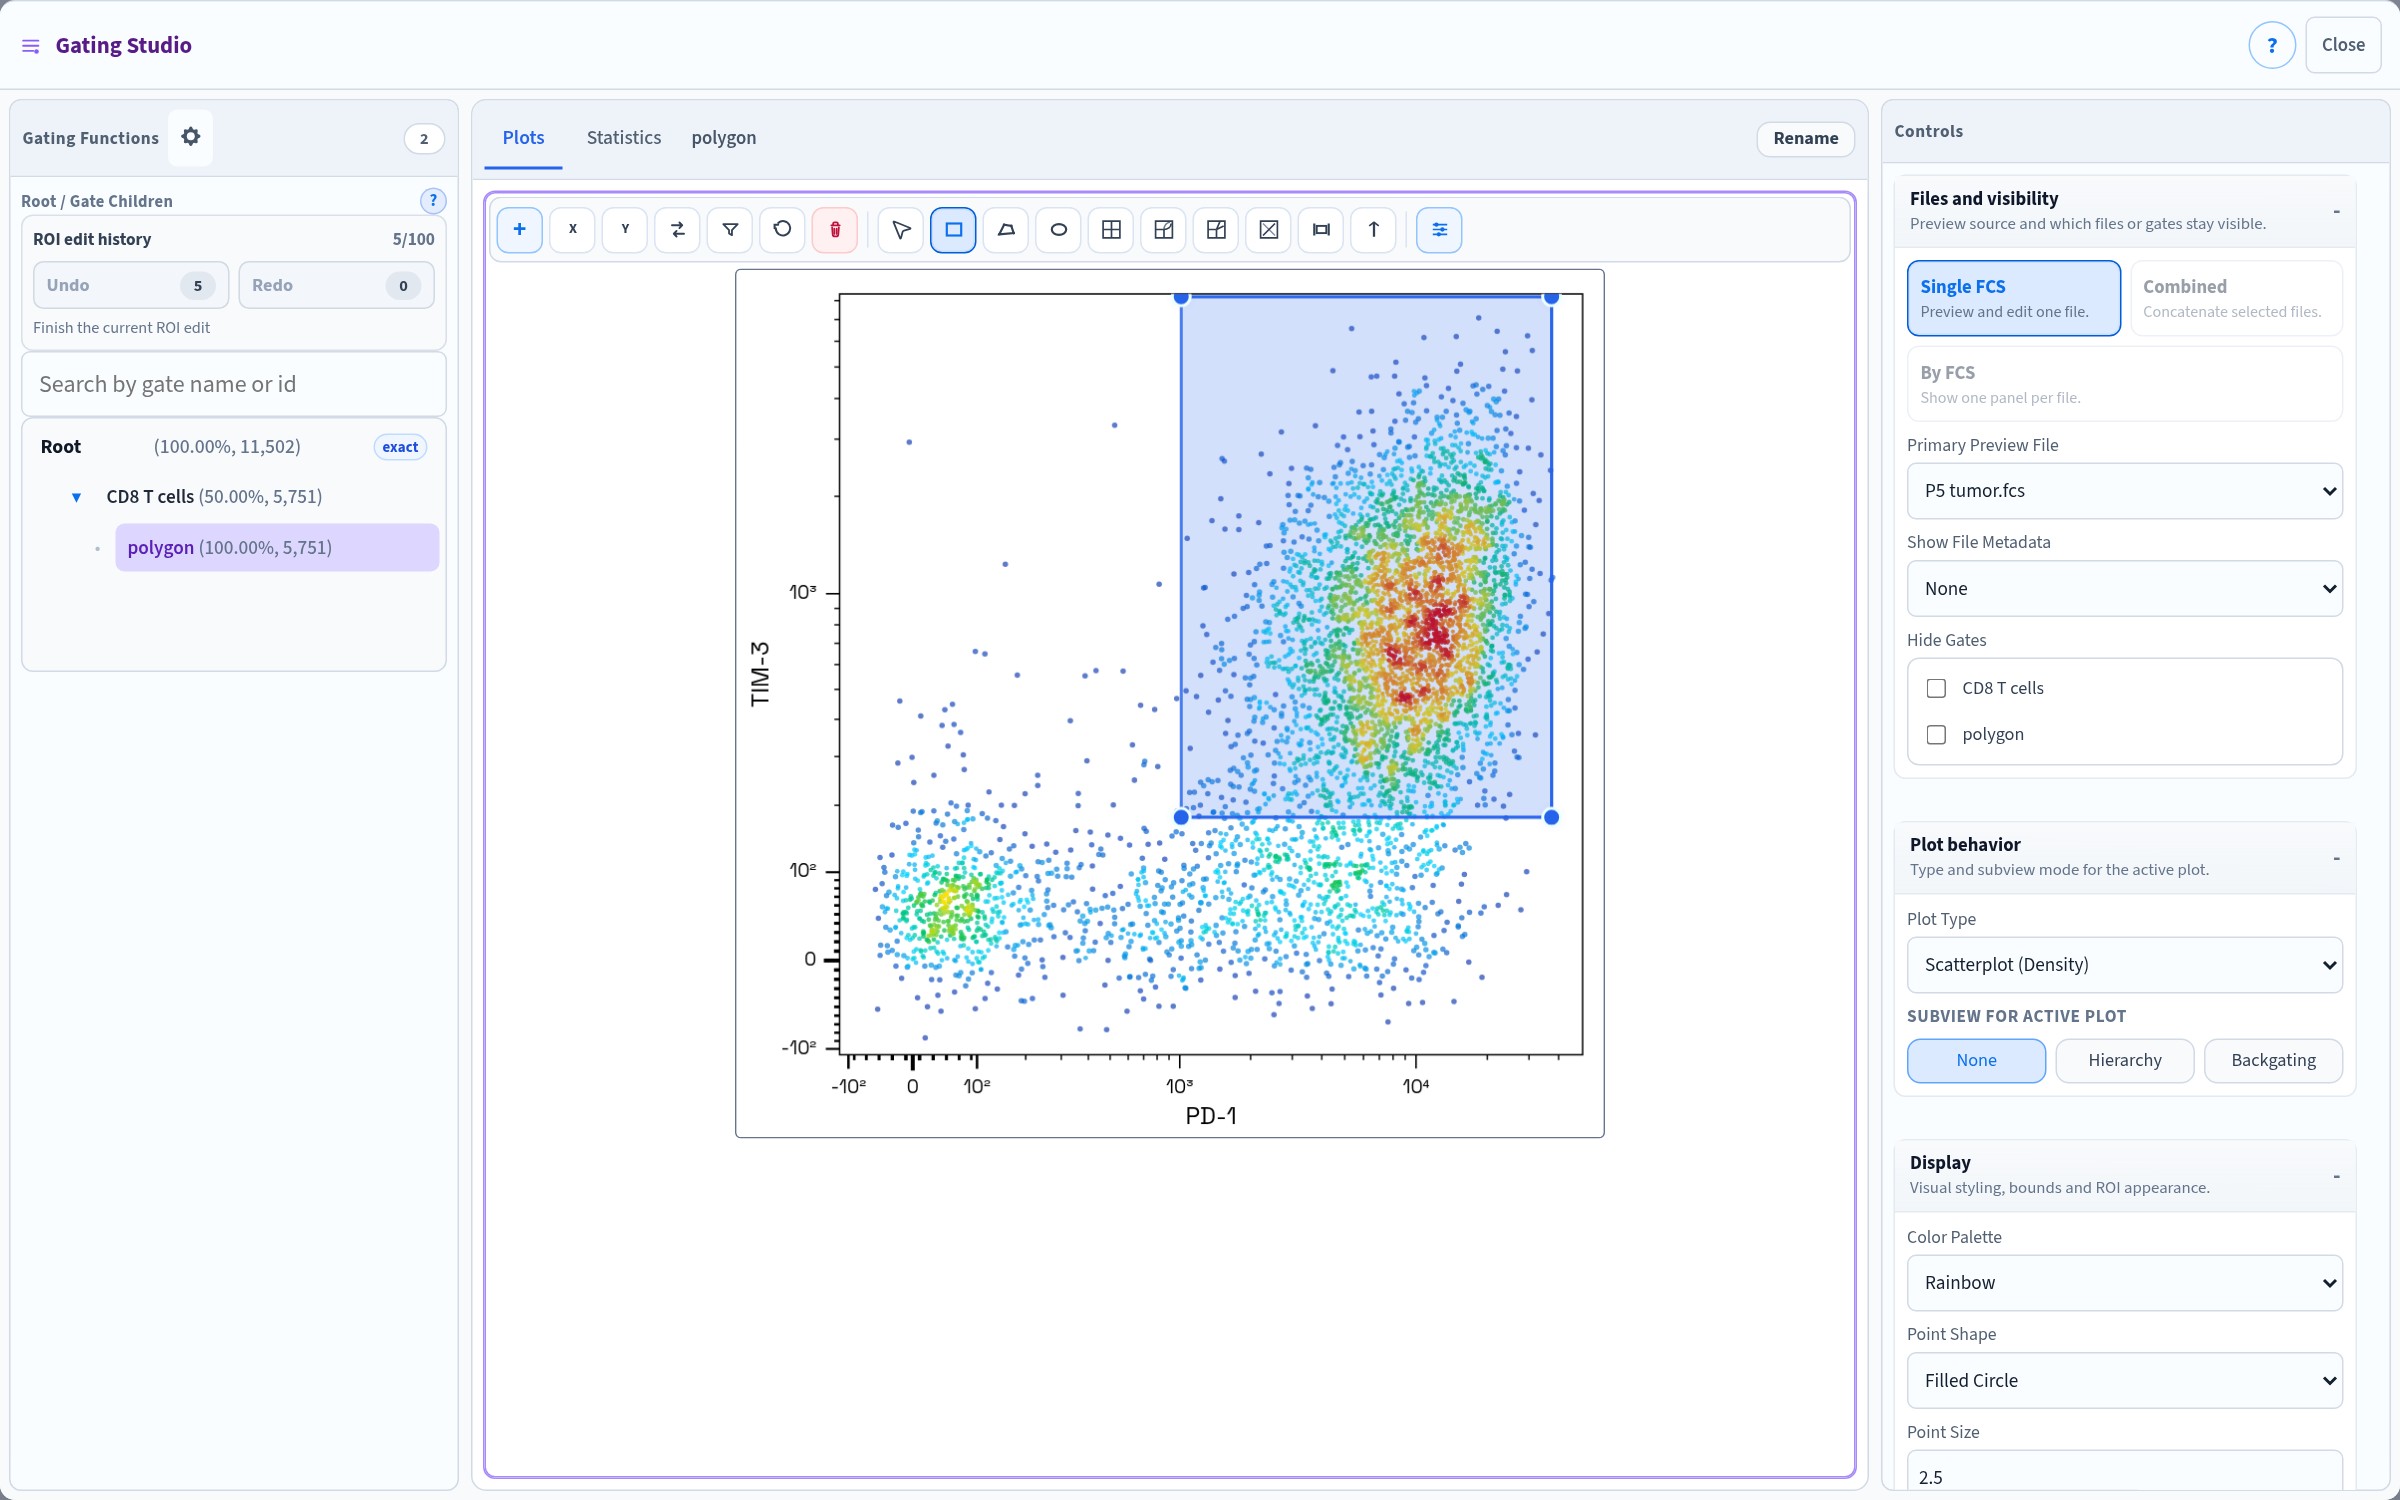 Gating Studio
?
Close
Gating Functions
2
Root / Gate Children
?
ROI edit history
5/100
Undo 5
Redo 0
Finish the current ROI edit
Search by gate name or id
Root (100.00%, 11,502) exact
CD8 T cells (50.00%, 5,751)
polygon (100.00%, 5,751)
Plots
Statistics
polygon
Rename
+
X
Y
TIM-3
10³
10²
0
-10²
-10²
0
10²
10³
10⁴
PD-1
Controls
Files and visibility
Preview source and which files or gates stay visible.
-
Single FCS
Preview and edit one file.
Combined
Concatenate selected files.
By FCS
Show one panel per file.
Primary Preview File
P5 tumor.fcs
Show File Metadata
None
Hide Gates
CD8 T cells
polygon
Plot behavior
Type and subview mode for the active plot.
-
Plot Type
Scatterplot (Density)
SUBVIEW FOR ACTIVE PLOT
None
Hierarchy
Backgating
Display
Visual styling, bounds and ROI appearance.
-
Color Palette
Rainbow
Point Shape
Filled Circle
Point Size
2.5